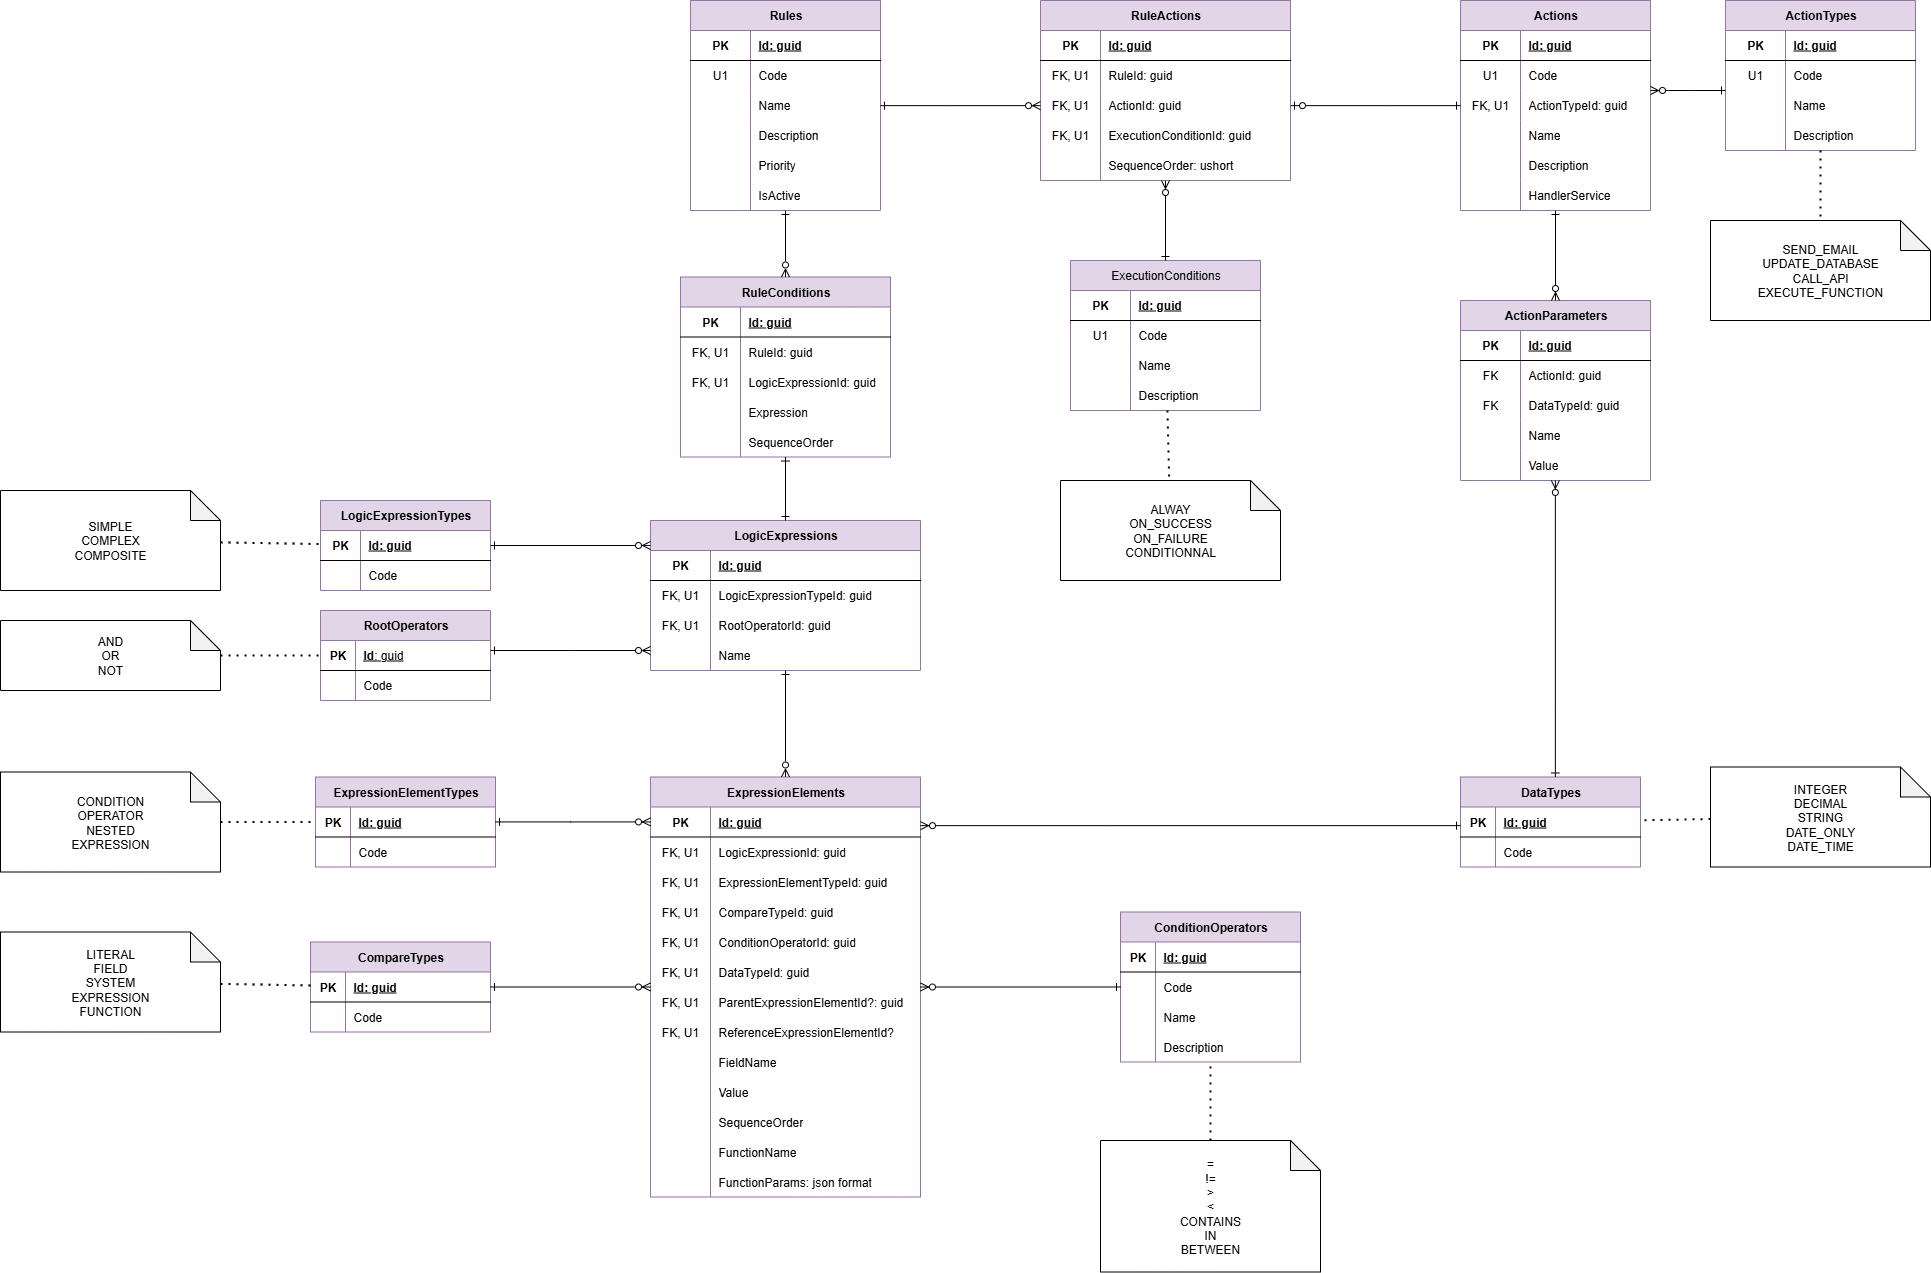 Rules
PK Id: guid
U1 Code
Name
Description
Priority
IsActive
RuleActions
PK Id: guid
FK, U1 RuleId: guid
FK, U1 ActionId: guid
FK, U1 ExecutionConditionId: guid
SequenceOrder: ushort
Actions
PK Id: guid
U1 Code
FK, U1 ActionTypeId: guid
Name
Description
HandlerService
ActionTypes
PK Id: guid
U1 Code
Name
Description
SEND_EMAIL
UPDATE_DATABASE
CALL_API
EXECUTE_FUNCTION
RuleConditions
PK Id: guid
FK, U1 RuleId: guid
FK, U1 LogicExpressionId: guid
Expression
SequenceOrder
ExecutionConditions
PK Id: guid
U1 Code
Name
Description
ALWAY
ON_SUCCESS
ON_FAILURE
CONDITIONNAL
ActionParameters
PK Id: guid
FK ActionId: guid
FK DataTypeId: guid
Name
Value
SIMPLE
COMPLEX
COMPOSITE
LogicExpressionTypes
PK Id: guid
Code
LogicExpressions
PK Id: guid
FK, U1 LogicExpressionTypeId: guid
FK, U1 RootOperatorId: guid
Name
AND
OR
NOT
RootOperators
PK Id: guid
Code
CONDITION
OPERATOR
NESTED
EXPRESSION
ExpressionElementTypes
PK Id: guid
Code
ExpressionElements
PK Id: guid
FK, U1 LogicExpressionId: guid
FK, U1 ExpressionElementTypeId: guid
FK, U1 CompareTypeId: guid
FK, U1 ConditionOperatorId: guid
FK, U1 DataTypeId: guid
FK, U1 ParentExpressionElementId?: guid
FK, U1 ReferenceExpressionElementId?
FieldName
Value
SequenceOrder
FunctionName
FunctionParams: json format
DataTypes
PK Id: guid
Code
INTEGER
DECIMAL
STRING
DATE_ONLY
DATE_TIME
LITERAL
FIELD
SYSTEM
EXPRESSION
FUNCTION
CompareTypes
PK Id: guid
Code
ConditionOperators
PK Id: guid
Code
Name
Description
=
!=
>
<
CONTAINS
IN
BETWEEN